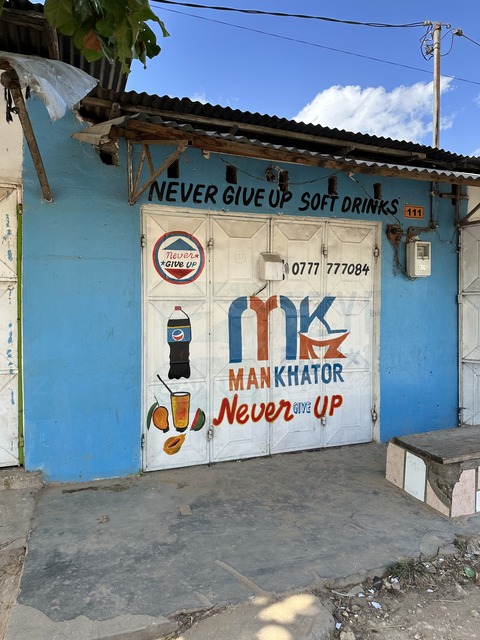 NEVER GIVE UP SOFT DRINKS
111
Never
GIVE UP
0777 777084
MK
MANKHATOR
Never GIVE UP